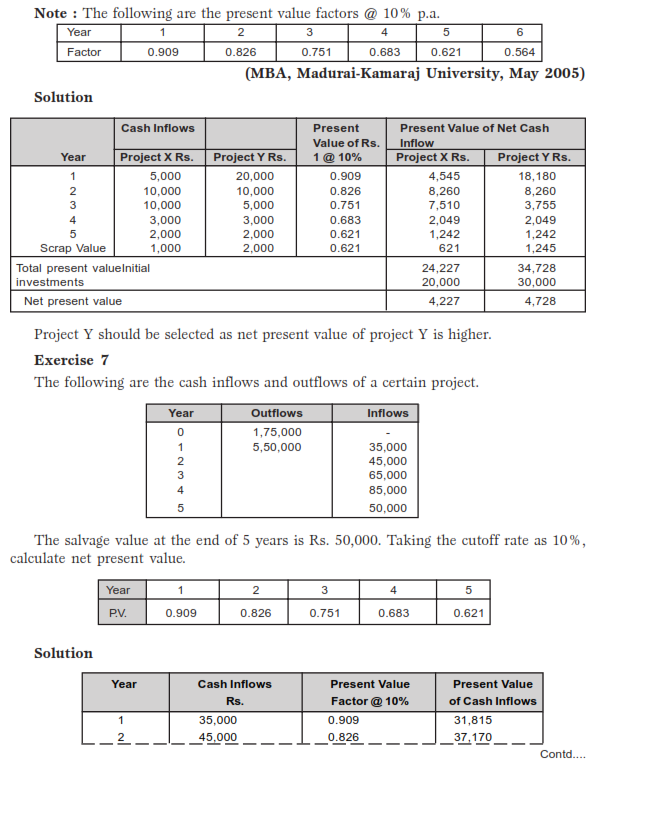 Note : The following are the present value factors @ 10% p.a.
Year 1 2 3 4 5 6
Factor 0.909 0.826 0.751 0.683 0.621 0.564
(MBA, Madurai-Kamaraj University, May 2005)
Solution
Cash Inflows Present Present Value of Net Cash
Value of Rs. Inflow
Year Project X Rs. Project Y Rs. 1 @ 10% Project X Rs. Project Y Rs.
1 5,000 20,000 0.909 4,545 18,180
2 10,000 10,000 0.826 8,260 8,260
3 10,000 5,000 0.751 7,510 3,755
4 3,000 3,000 0.683 2,049 2,049
5 2,000 2,000 0.621 1,242 1,242
Scrap Value 1,000 2,000 0.621 621 1,245
Total present valueInitial 24,227 34,728
investments 20,000 30,000
Net present value 4,227 4,728
Project Y should be selected as net present value of project Y is higher.
Exercise 7
The following are the cash inflows and outflows of a certain project.
Year Outflows Inflows
0 1,75,000 -
1 5,50,000 35,000
2 45,000
3 65,000
4 85,000
5 50,000
The salvage value at the end of 5 years is Rs. 50,000. Taking the cutoff rate as 10%,
calculate net present value.
Year 1 2 3 4 5
P.V. 0.909 0.826 0.751 0.683 0.621
Solution
Year Cash Inflows Present Value Present Value
Rs. Factor @ 10% of Cash Inflows
1 35,000 0.909 31,815
2 45,000 0.826 37,170
Contd....